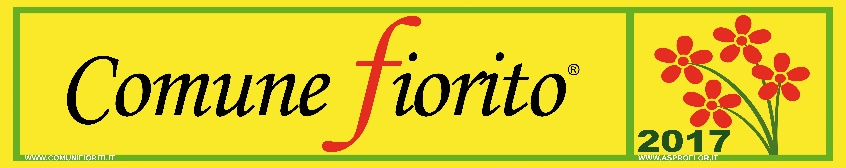 Comune fiorito®
2017
WWW.COMUNIFIORITI.IT
WWW.ASPROFLOR.IT